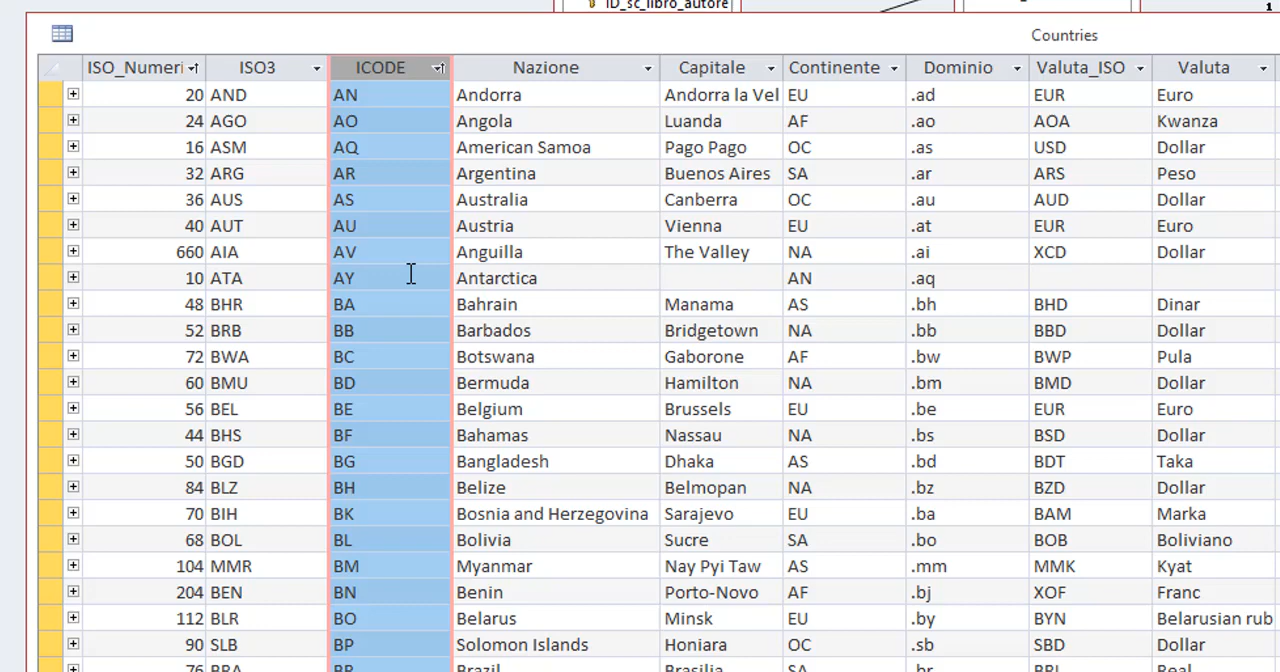 ID_sc_libro_autore
1
Countries
ISO_Numeri ISO3 ICODE Nazione Capitale Continente Dominio Valuta_ISO Valuta
20 AND AN Andorra Andorra la Vel EU .ad EUR Euro
24 AGO AO Angola Luanda AF .ao AOA Kwanza
16 ASM AQ American Samoa Pago Pago OC .as USD Dollar
32 ARG AR Argentina Buenos Aires SA .ar ARS Peso
36 AUS AS Australia Canberra OC .au AUD Dollar
40 AUT AU Austria Vienna EU .at EUR Euro
660 AIA AV Anguilla The Valley NA .ai XCD Dollar
10 ATA AY Antarctica AN .aq
48 BHR BA Bahrain Manama AS .bh BHD Dinar
52 BRB BB Barbados Bridgetown NA .bb BBD Dollar
72 BWA BC Botswana Gaborone AF .bw BWP Pula
60 BMU BD Bermuda Hamilton NA .bm BMD Dollar
56 BEL BE Belgium Brussels EU .be EUR Euro
44 BHS BF Bahamas Nassau NA .bs BSD Dollar
50 BGD BG Bangladesh Dhaka AS .bd BDT Taka
84 BLZ BH Belize Belmopan NA .bz BZD Dollar
70 BIH BK Bosnia and Herzegovina Sarajevo EU .ba BAM Marka
68 BOL BL Bolivia Sucre SA .bo BOB Boliviano
104 MMR BM Myanmar Nay Pyi Taw AS .mm MMK Kyat
204 BEN BN Benin Porto-Novo AF .bj XOF Franc
112 BLR BO Belarus Minsk EU .by BYN Belarusian rub
90 SLB BP Solomon Islands Honiara OC .sb SBD Dollar
76 BRA BR Brazil Brasilia SA .br BRL Real